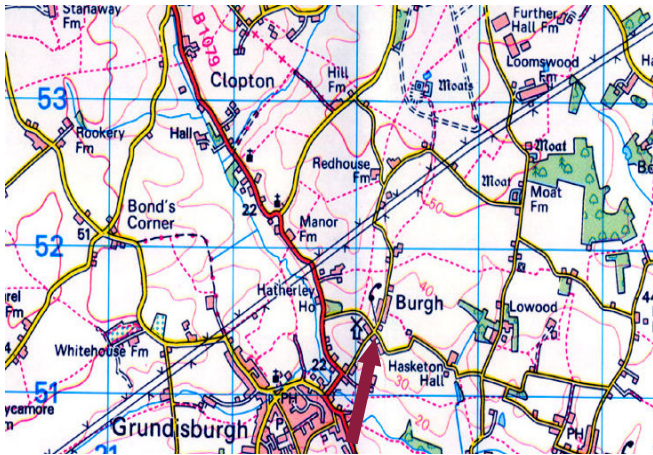 Stanaway
Fm
B1079
Further
Hall Fm
Clopton
Loomswood
Fm
Hill
Fm
Moats
53
Rookery
Fm
Hall
Redhouse
Fm
Moat
Moat
Moat
Fm
22
Bond's
Corner
50
Manor
Fm
51
52
Hatherley
Ho
40
Burgh
Lowood
44
Whitehouse Fm
22
Hasketon
Hall
51
30
20
PH
P
Grundisburgh
PH